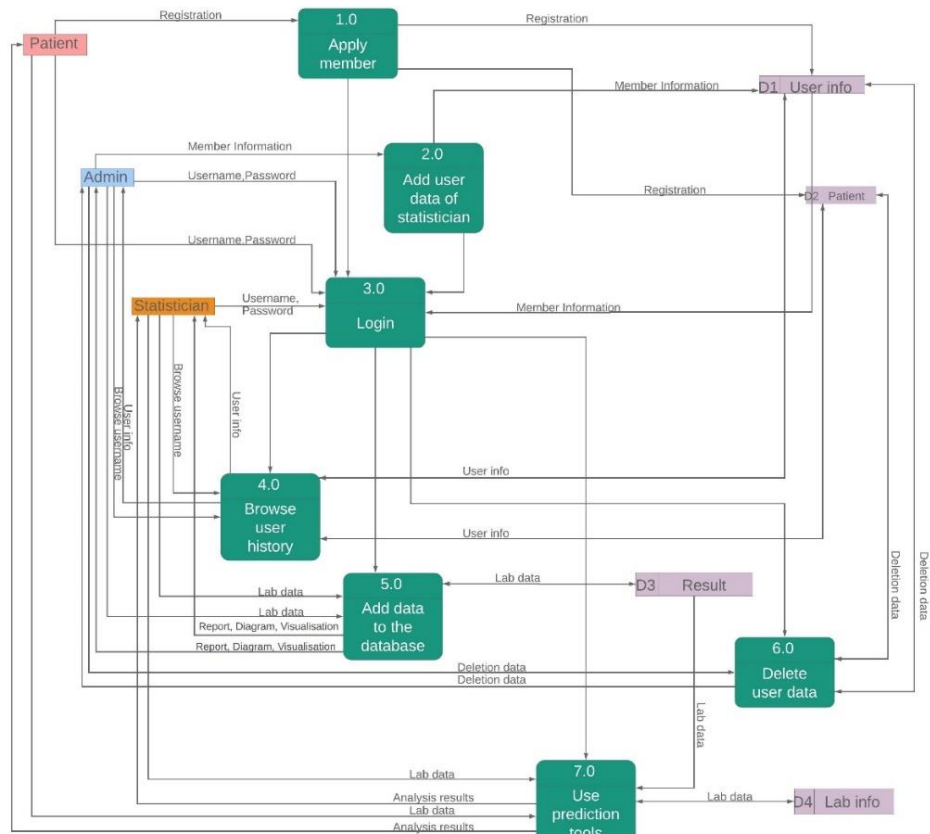 Registration
1.0
Registration
Patient
Apply
member
Member Information
D1 User info
Member Information
2.0
Admin
Username,Password
Add user
data of
statistician
Registration
D2 Patient
Username,Password
3.0
Statistician
Username,
Password
Login
Member Information
Browse username
User info
Browse username
User info
User info
4.0
Browse
user
history
User info
Deletion data
Deletion data
5.0
Add data
to the
database
Lab data
D3 Result
Lab data
Lab data
Report, Diagram, Visualisation
Report, Diagram, Visualisation
6.0
Delete
user data
Deletion data
Deletion data
Lab data
7.0
Use
prediction
tools
Lab data
Analysis results
Lab data
Analysis results
Lab data
D4 Lab info